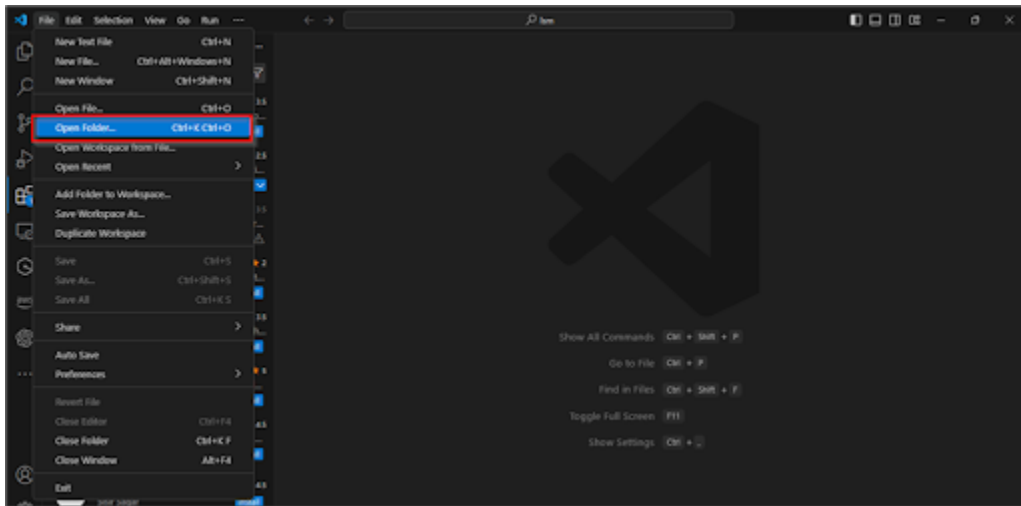 File Edit Selection View Go Run ···
lsm
New Text File Ctrl+N
New File... Ctrl+Alt+Windows+N
New Window Ctrl+Shift+N
Open File... Ctrl+O
Open Folder... Ctrl+K Ctrl+O
Open Workspace from File...
Open Recent
Add Folder to Workspace...
Save Workspace As...
Duplicate Workspace
Save Ctrl+S
Save As... Ctrl+Shift+S
Save All Ctrl+K S
Share
Auto Save
Preferences
Revert File
Close Editor Ctrl+F4
Close Folder Ctrl+K F
Close Window Alt+F4
Exit
Show All Commands Ctrl + Shift + P
Go to File Ctrl + P
Find in Files Ctrl + Shift + F
Toggle Full Screen F11
Show Settings Ctrl + ,